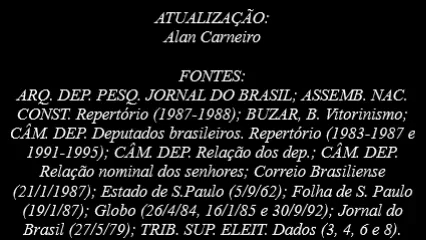 ATUALIZAÇÃO:
Alan Carneiro
FONTES:
ARQ. DEP. PESQ. JORNAL DO BRASIL; ASSEMB. NAC.
CONST. Repertório (1987-1988); BUZAR, B. Vitorinismo;
CÂM. DEP. Deputados brasileiros. Repertório (1983-1987 e
1991-1995); CÂM. DEP. Relação dos dep.; CÂM. DEP.
Relação nominal dos senhores; Correio Brasiliense
(21/1/1987); Estado de S.Paulo (5/9/62); Folha de S. Paulo
(19/1/87); Globo (26/4/84, 16/1/85 e 30/9/92); Jornal do
Brasil (27/5/79); TRIB. SUP. ELEIT. Dados (3, 4, 6 e 8).